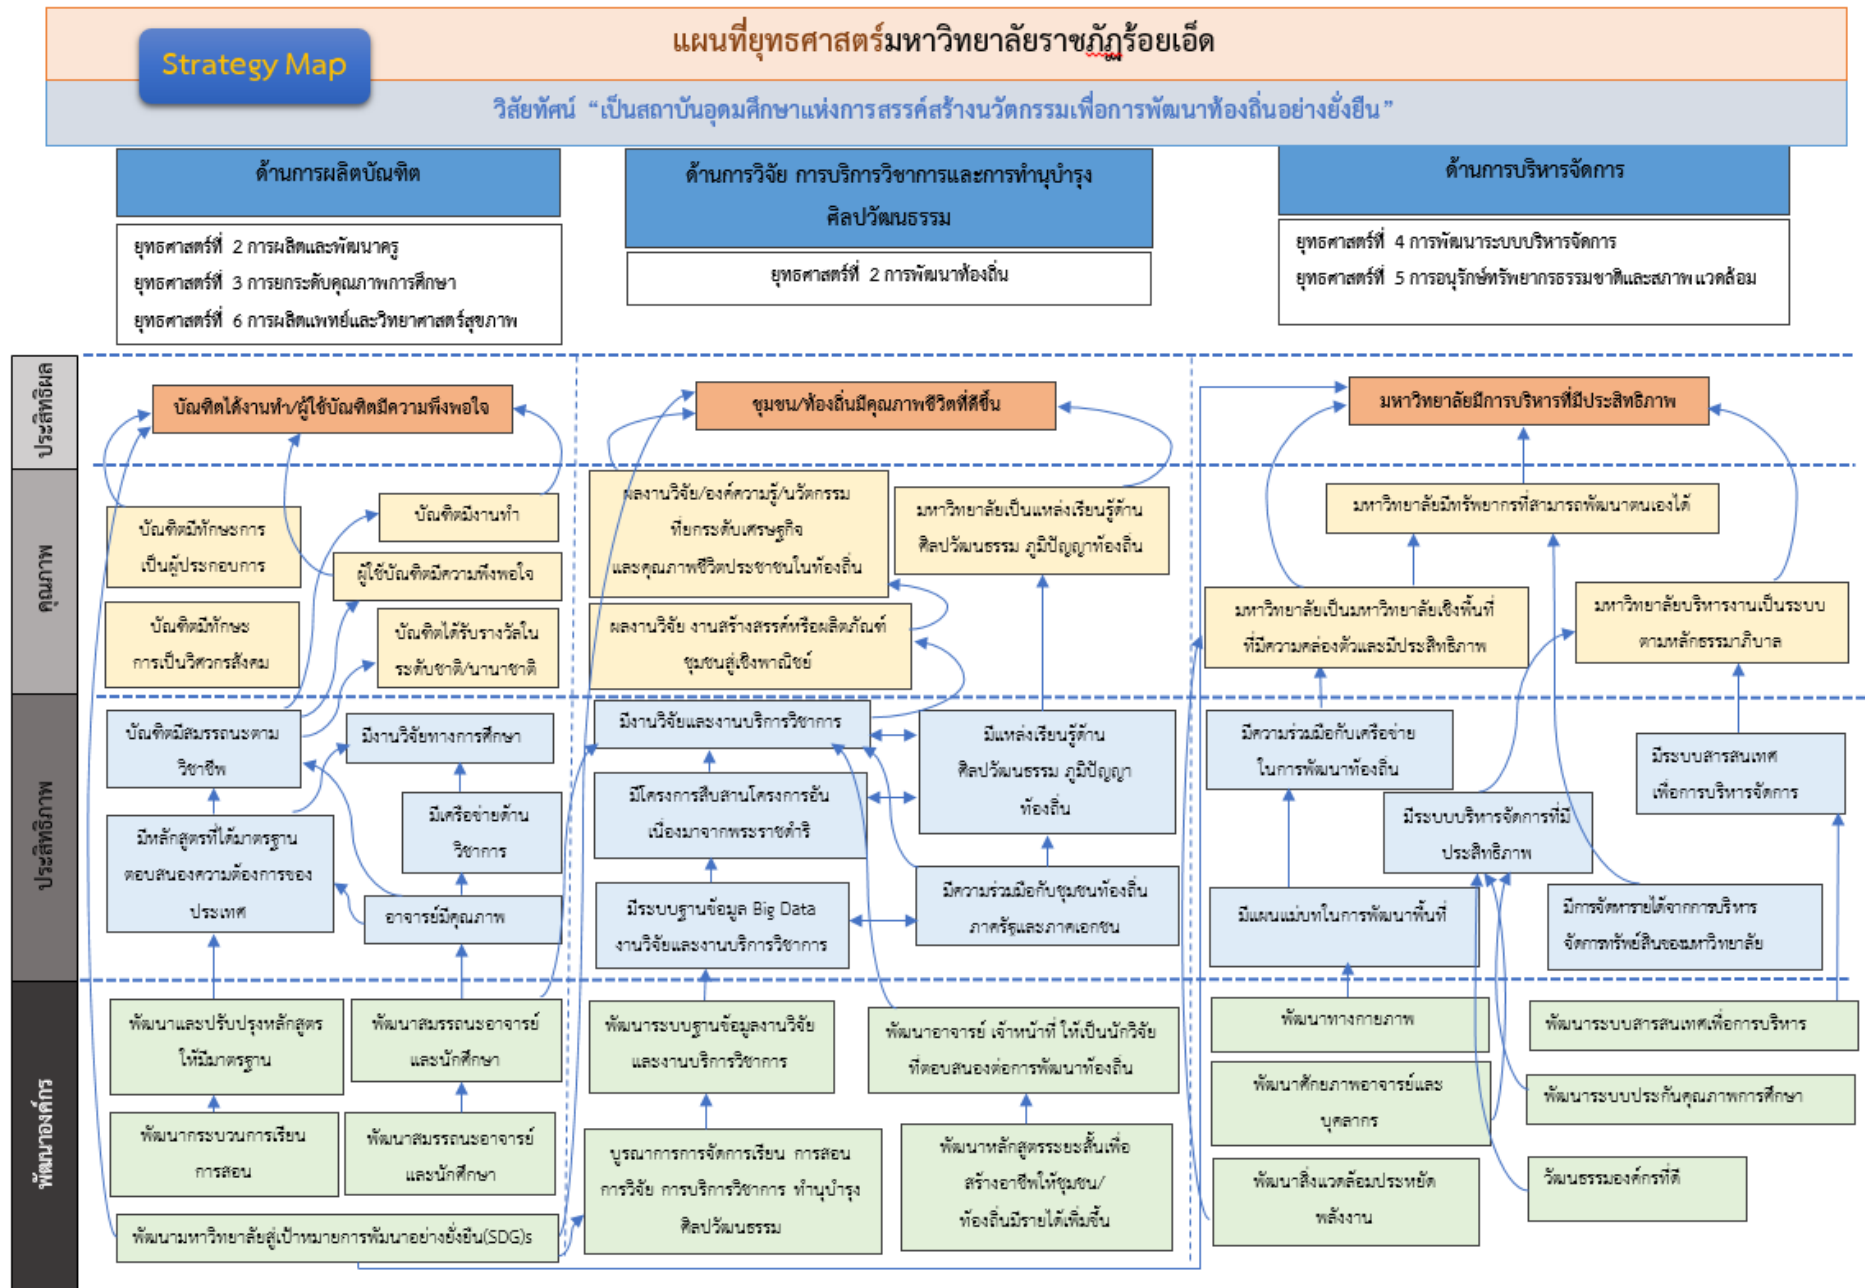 แผนที่ยุทธศาสตร์มหาวิทยาลัยราชภัฏร้อยเอ็ด
Strategy Map
วิสัยทัศน์ “เป็นสถาบันอุดมศึกษาแห่งการสรรค์สร้างนวัตกรรมเพื่อการพัฒนาท้องถิ่นอย่างยั่งยืน”
ด้านการผลิตบัณฑิต
ยุทธศาสตร์ที่ 2 การผลิตและพัฒนาครู
ยุทธศาสตร์ที่ 3 การยกระดับคุณภาพการศึกษา
ยุทธศาสตร์ที่ 6 การผลิตแพทย์และวิทยาศาสตร์สุขภาพ
ด้านการวิจัย การบริการวิชาการและการทำนุบำรุง
ศิลปวัฒนธรรม
ยุทธศาสตร์ที่ 2 การพัฒนาท้องถิ่น
ด้านการบริหารจัดการ
ยุทธศาสตร์ที่ 4 การพัฒนาระบบบริหารจัดการ
ยุทธศาสตร์ที่ 5 การอนุรักษ์ทรัพยากรธรรมชาติและสภาพแวดล้อม
ประสิทธิผล
บัณฑิตได้งานทำ/ผู้ใช้บัณฑิตมีความพึงพอใจ
ชุมชน/ท้องถิ่นมีคุณภาพชีวิตที่ดีขึ้น
มหาวิทยาลัยมีการบริหารที่มีประสิทธิภาพ
คุณภาพ
บัณฑิตมีทักษะการ
เป็นผู้ประกอบการ
บัณฑิตมีงานทำ
ผู้ใช้บัณฑิตมีความพึงพอใจ
บัณฑิตมีทักษะ
การเป็นวิศวกรสังคม
บัณฑิตได้รับรางวัลใน
ระดับชาติ/นานาชาติ
ผลงานวิจัย/องค์ความรู้/นวัตกรรม
ที่ยกระดับเศรษฐกิจ
และคุณภาพชีวิตประชาชนในท้องถิ่น
มหาวิทยาลัยเป็นแหล่งเรียนรู้ด้าน
ศิลปวัฒนธรรม ภูมิปัญญาท้องถิ่น
ผลงานวิจัย งานสร้างสรรค์หรือผลิตภัณฑ์
ชุมชนสู่เชิงพาณิชย์
มหาวิทยาลัยมีทรัพยากรที่สามารถพัฒนาตนเองได้
มหาวิทยาลัยเป็นมหาวิทยาลัยเชิงพื้นที่
ที่มีความคล่องตัวและมีประสิทธิภาพ
มหาวิทยาลัยบริหารงานเป็นระบบ
ตามหลักธรรมาภิบาล
ประสิทธิภาพ
บัณฑิตมีสมรรถนะตาม
วิชาชีพ
มีงานวิจัยทางการศึกษา
มีหลักสูตรที่ได้มาตรฐาน
ตอบสนองความต้องการของ
ประเทศ
มีเครือข่ายด้าน
วิชาการ
อาจารย์มีคุณภาพ
มีงานวิจัยและงานบริการวิชาการ
มีโครงการสืบสานโครงการอัน
เนื่องมาจากพระราชดำริ
มีระบบฐานข้อมูล Big Data
งานวิจัยและงานบริการวิชาการ
มีแหล่งเรียนรู้ด้าน
ศิลปวัฒนธรรม ภูมิปัญญา
ท้องถิ่น
มีความร่วมมือกับชุมชนท้องถิ่น
ภาครัฐและภาคเอกชน
มีความร่วมมือกับเครือข่าย
ในการพัฒนาท้องถิ่น
มีระบบสารสนเทศ
เพื่อการบริหารจัดการ
มีระบบบริหารจัดการที่มี
ประสิทธิภาพ
มีแผนแม่บทในการพัฒนาพื้นที่
มีการจัดหารายได้จากการบริหาร
จัดการทรัพย์สินของมหาวิทยาลัย
พัฒนาองค์กร
พัฒนาและปรับปรุงหลักสูตร
ให้มีมาตรฐาน
พัฒนาสมรรถนะอาจารย์
และนักศึกษา
พัฒนากระบวนการเรียน
การสอน
พัฒนาสมรรถนะอาจารย์
และนักศึกษา
พัฒนามหาวิทยาลัยสู่เป้าหมายการพัมนาอย่างยั่งยืน(SDG)s
พัฒนาระบบฐานข้อมูลงานวิจัย
และงานบริการวิชาการ
พัฒนาอาจารย์ เจ้าหน้าที่ ให้เป็นนักวิจัย
ที่ตอบสนองต่อการพัฒนาท้องถิ่น
บูรณาการการจัดการเรียน การสอน
การวิจัย การบริการวิชาการ ทำนุบำรุง
ศิลปวัฒนธรรม
พัฒนาหลักสูตรระยะสั้นเพื่อ
สร้างอาชีพให้ชุมชน/
ท้องถิ่นมีรายได้เพิ่มขึ้น
พัฒนาทางกายภาพ
พัฒนาระบบสารสนเทศเพื่อการบริหาร
พัฒนาศักยภาพอาจารย์และ
บุคลากร
พัฒนาระบบประกันคุณภาพการศึกษา
พัฒนาสิ่งแวดล้อมประหยัด
พลังงาน
วัฒนธรรมองค์กรที่ดี